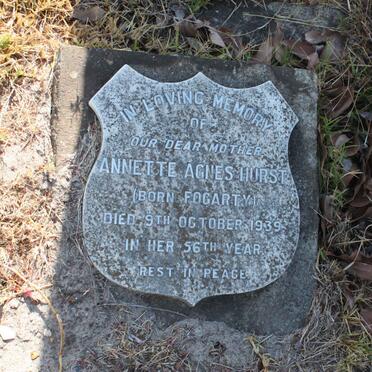 IN LOVING MEMORY
OF
OUR DEAR MOTHER
ANNETTE AGNES HURST
(BORN FOGARTY)
DIED 9TH OCTOBER 1939
IN HER 56TH YEAR
REST IN PEACE